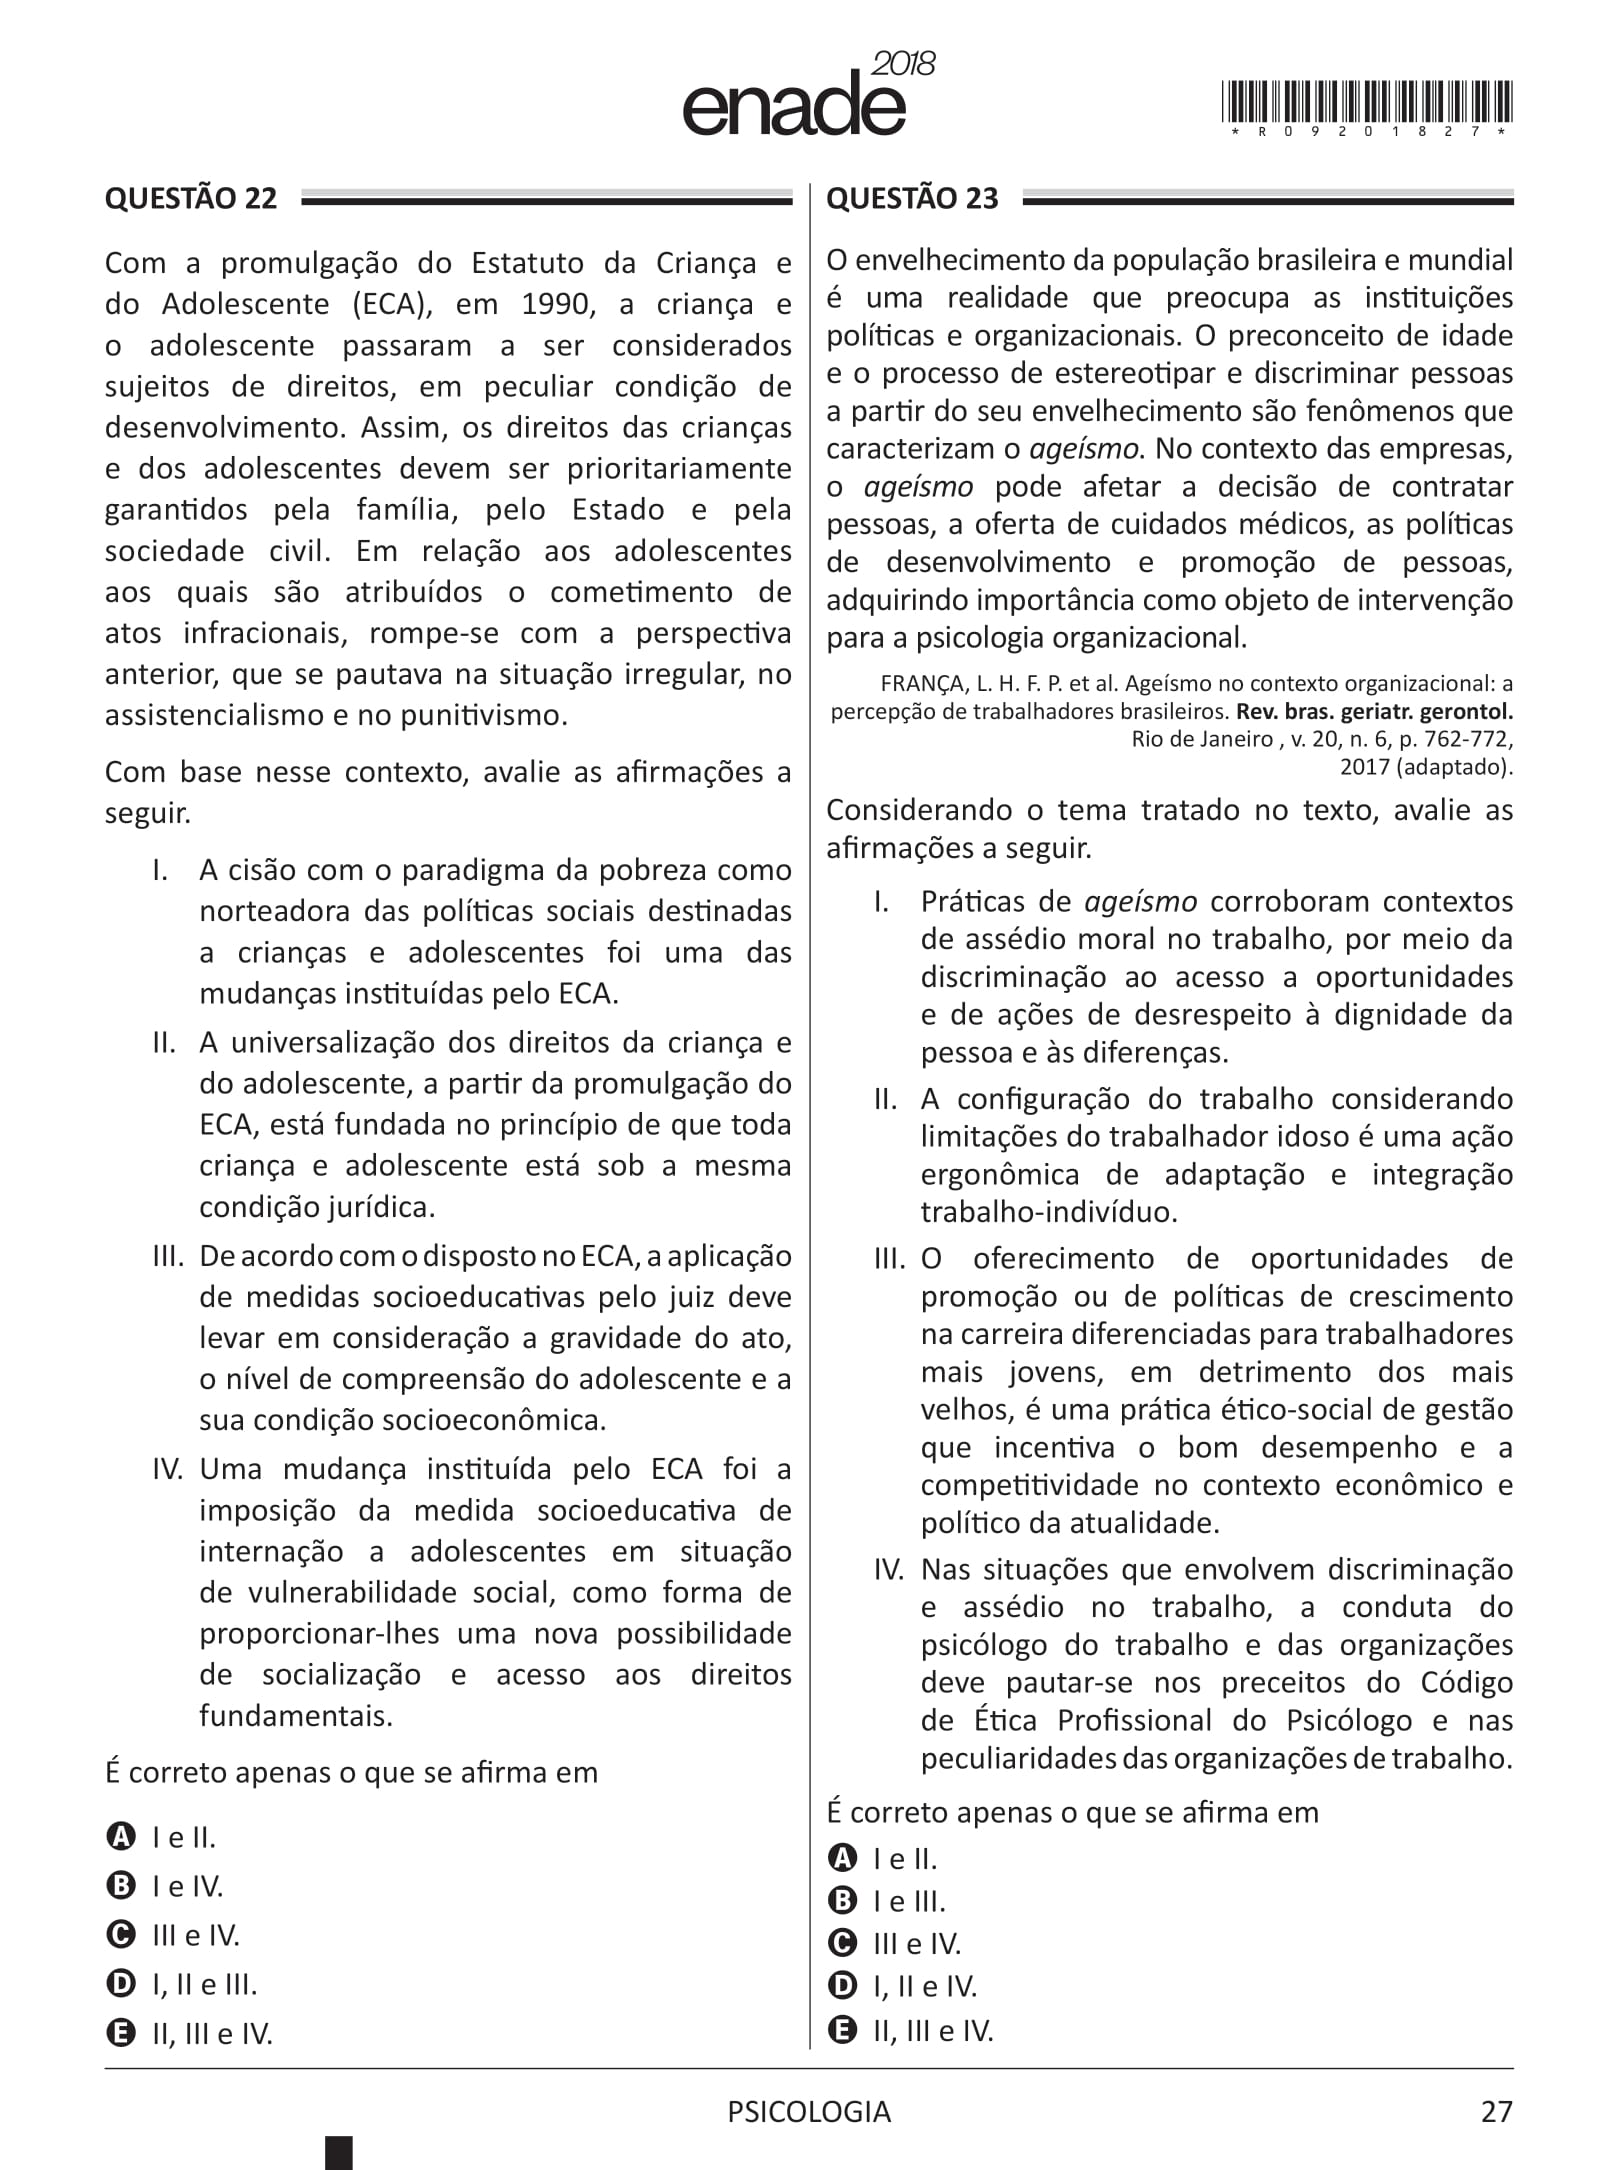 enade 2018
*R09201827*
QUESTÃO 22
Com a promulgação do Estatuto da Criança e
do Adolescente (ECA), em 1990, a criança e
o adolescente passaram a ser considerados
sujeitos de direitos, em peculiar condição de
desenvolvimento. Assim, os direitos das crianças
e dos adolescentes devem ser prioritariamente
garantidos pela família, pelo Estado e pela
sociedade civil. Em relação aos adolescentes
aos quais são atribuídos o cometimento de
atos infracionais, rompe-se com a perspectiva
anterior, que se pautava na situação irregular, no
assistencialismo e no punitivismo.
Com base nesse contexto, avalie as afirmações a
seguir.
I. A cisão com o paradigma da pobreza como
norteadora das políticas sociais destinadas
a crianças e adolescentes foi uma das
mudanças instituídas pelo ECA.
II. A universalização dos direitos da criança e
do adolescente, a partir da promulgação do
ECA, está fundada no princípio de que toda
criança e adolescente está sob a mesma
condição jurídica.
III. De acordo com o disposto no ECA, a aplicação
de medidas socioeducativas pelo juiz deve
levar em consideração a gravidade do ato,
o nível de compreensão do adolescente e a
sua condição socioeconômica.
IV. Uma mudança instituída pelo ECA foi a
imposição da medida socioeducativa de
internação a adolescentes em situação
de vulnerabilidade social, como forma de
proporcionar-lhes uma nova possibilidade
de socialização e acesso aos direitos
fundamentais.
É correto apenas o que se afirma em
A I e II.
B I e IV.
C III e IV.
D I, II e III.
E II, III e IV.
QUESTÃO 23
O envelhecimento da população brasileira e mundial
é uma realidade que preocupa as instituições
políticas e organizacionais. O preconceito de idade
e o processo de estereotipar e discriminar pessoas
a partir do seu envelhecimento são fenômenos que
caracterizam o ageísmo. No contexto das empresas,
o ageísmo pode afetar a decisão de contratar
pessoas, a oferta de cuidados médicos, as políticas
de desenvolvimento e promoção de pessoas,
adquirindo importância como objeto de intervenção
para a psicologia organizacional.
FRANÇA, L. H. F. P. et al. Ageísmo no contexto organizacional: a
percepção de trabalhadores brasileiros. Rev. bras. geriatr. gerontol.
Rio de Janeiro , v. 20, n. 6, p. 762-772,
2017 (adaptado).
Considerando o tema tratado no texto, avalie as
afirmações a seguir.
I. Práticas de ageísmo corroboram contextos
de assédio moral no trabalho, por meio da
discriminação ao acesso a oportunidades
e de ações de desrespeito à dignidade da
pessoa e às diferenças.
II. A configuração do trabalho considerando
limitações do trabalhador idoso é uma ação
ergonômica de adaptação e integração
trabalho-indivíduo.
III. O oferecimento de oportunidades de
promoção ou de políticas de crescimento
na carreira diferenciadas para trabalhadores
mais jovens, em detrimento dos mais
velhos, é uma prática ético-social de gestão
que incentiva o bom desempenho e a
competitividade no contexto econômico e
político da atualidade.
IV. Nas situações que envolvem discriminação
e assédio no trabalho, a conduta do
psicólogo do trabalho e das organizações
deve pautar-se nos preceitos do Código
de Ética Profissional do Psicólogo e nas
peculiaridades das organizações de trabalho.
É correto apenas o que se afirma em
A I e II.
B I e III.
C III e IV.
D I, II e IV.
E II, III e IV.
PSICOLOGIA
27